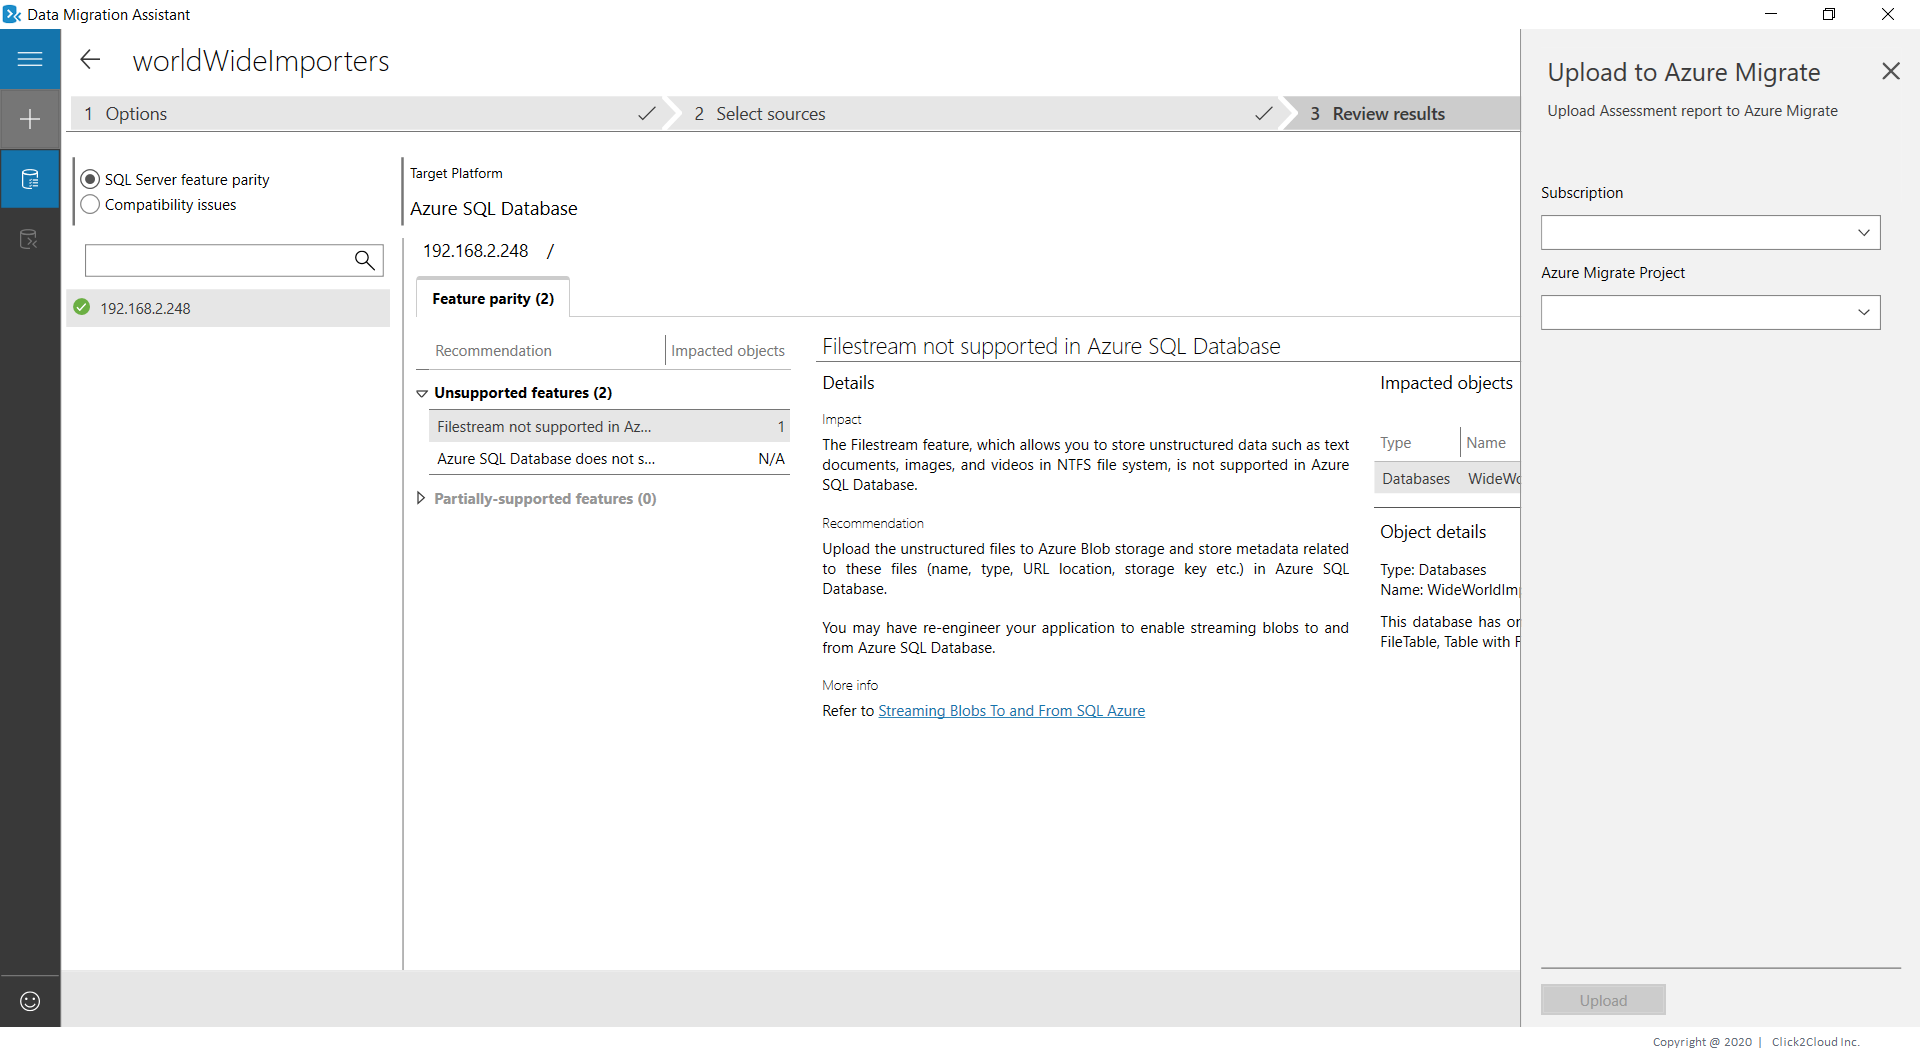 Data Migration Assistant
worldWideImporters
1 Options
2 Select sources
3 Review results
SQL Server feature parity
Compatibility issues
192.168.2.248
Target Platform
Azure SQL Database
192.168.2.248 /
Feature parity (2)
Recommendation
Impacted objects
Unsupported features (2)
Filestream not supported in Az... 1
Azure SQL Database does not s... N/A
Partially-supported features (0)
Filestream not supported in Azure SQL Database
Details
Impact
The Filestream feature, which allows you to store unstructured data such as text
documents, images, and videos in NTFS file system, is not supported in Azure
SQL Database.
Recommendation
Upload the unstructured files to Azure Blob storage and store metadata related
to these files (name, type, URL location, storage key etc.) in Azure SQL
Database.
You may have re-engineer your application to enable streaming blobs to and
from Azure SQL Database.
More info
Refer to Streaming Blobs To and From SQL Azure
Impacted objects
Type Name
Databases WideWo
Object details
Type: Databases
Name: WideWorldImp
This database has or
FileTable, Table with F
Upload to Azure Migrate
Upload Assessment report to Azure Migrate
Subscription
Azure Migrate Project
Upload
Copyright @ 2020 | Click2Cloud Inc.